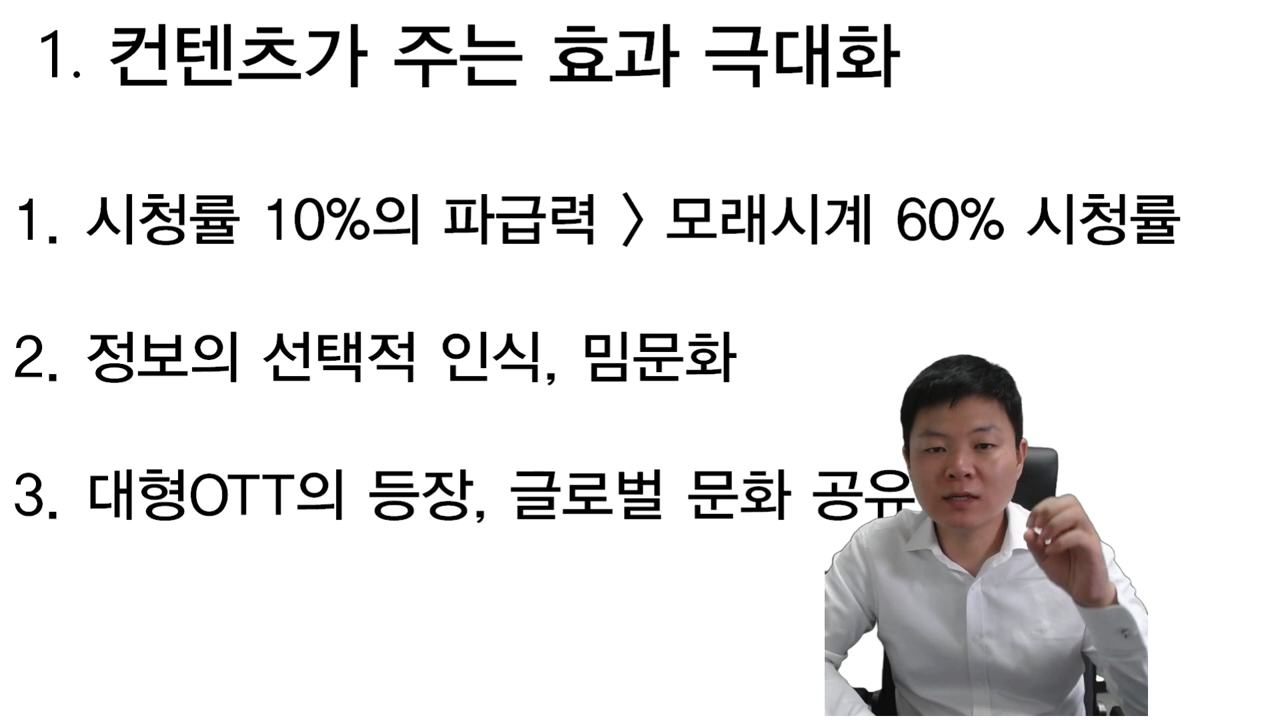 1. 컨텐츠가 주는 효과 극대화
1. 시청률 10%의 파급력 > 모래시계 60% 시청률
2. 정보의 선택적 인식, 밈문화
3. 대형OTT의 등장, 글로벌 문화 공유